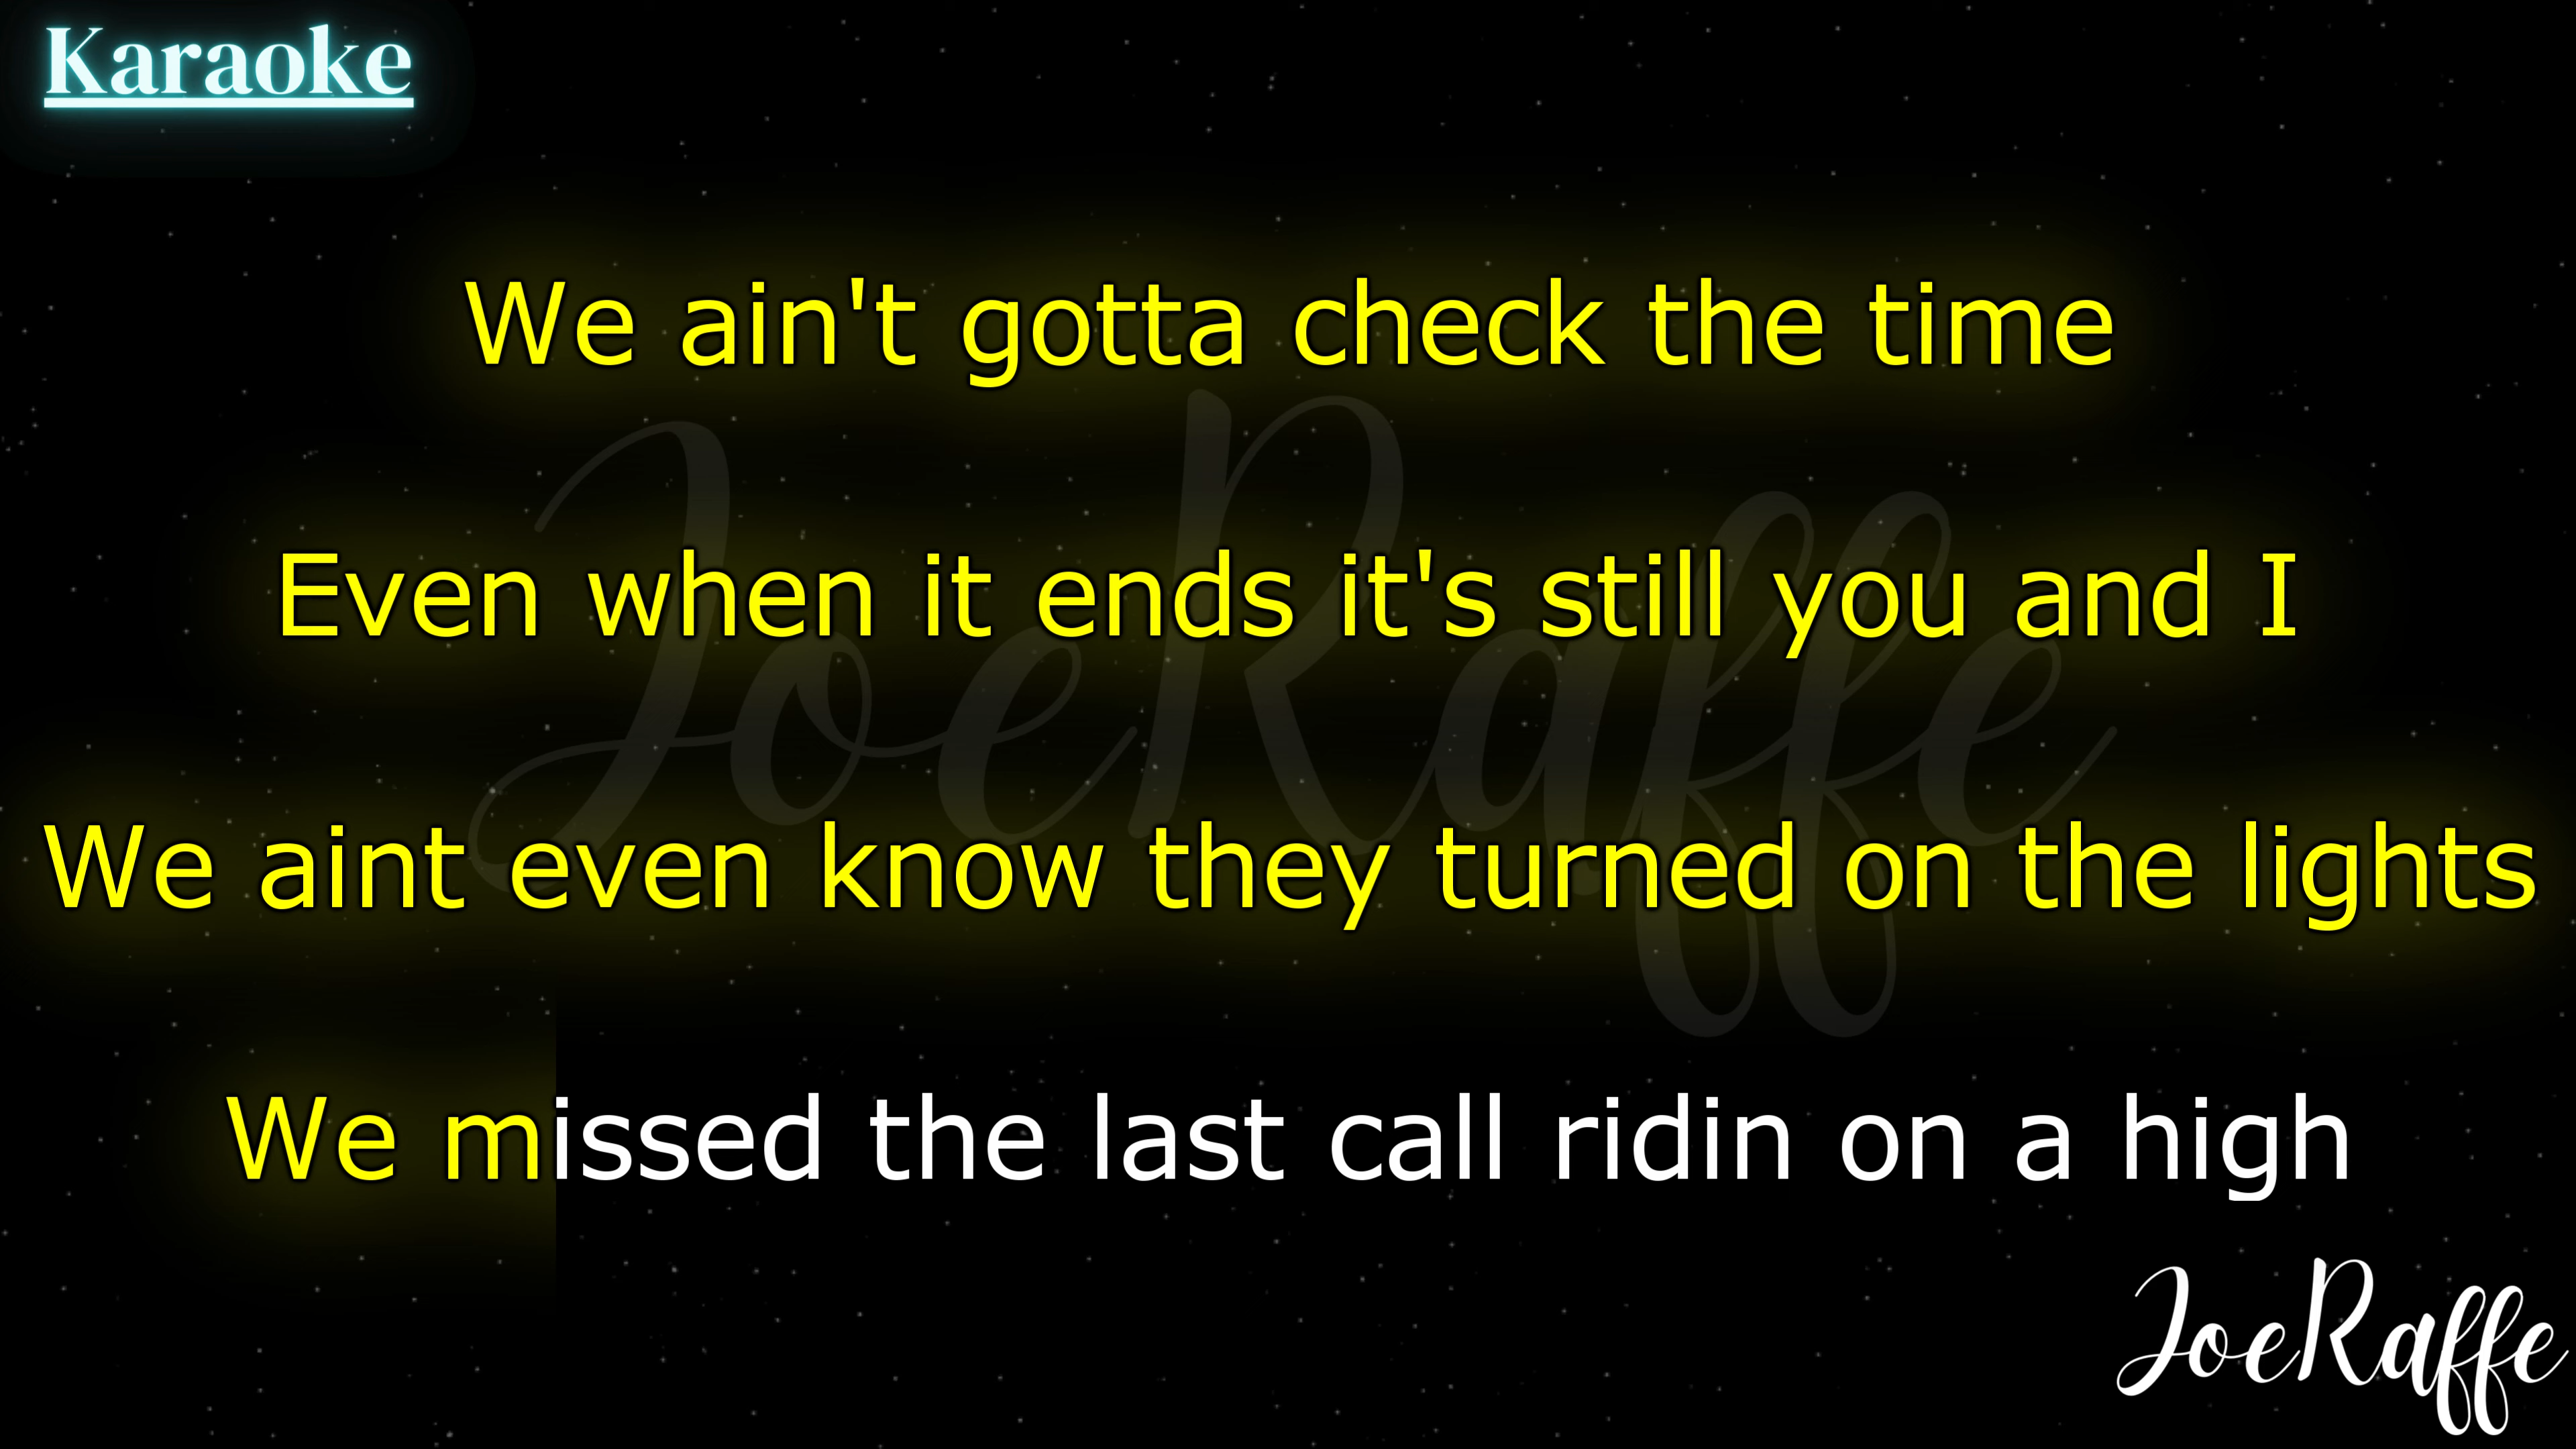 Karaoke
We ain't gotta check the time
Even when it ends it's still you and I
We aint even know they turned on the lights
We missed the last call ridin on a high
JoeRaffe
JoeRaffe